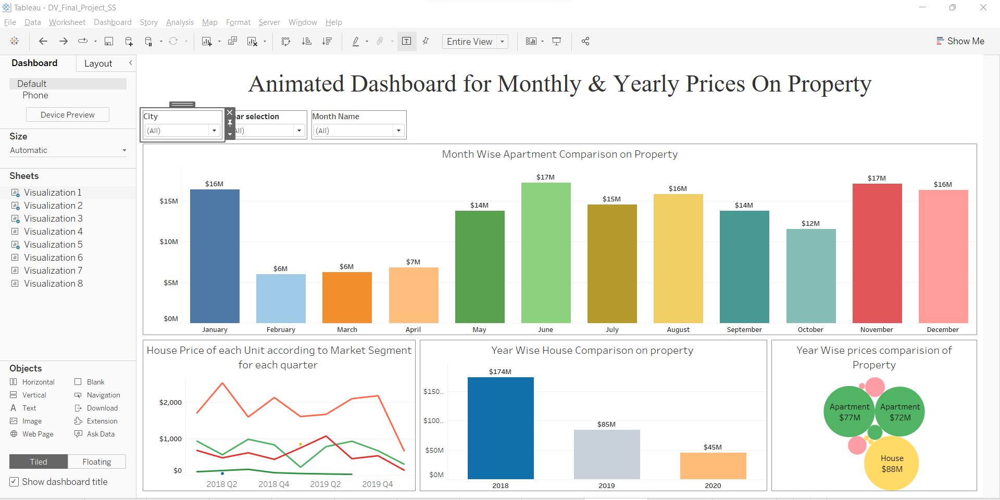 Tableau - DV_Final_Project_SS
File Data Worksheet Dashboard Story Analysis Map Format Server Window Help
Entire View
Show Me
Dashboard Layout
Default
Phone
Device Preview
Size
Automatic
Sheets
Visualization 1
Visualization 2
Visualization 3
Visualization 4
Visualization 5
Visualization 6
Visualization 7
Visualization 8
Objects
Horizontal Blank
Vertical Navigation
Text Download
Image Extension
Web Page Ask Data
Tiled Floating
Show dashboard title
Animated Dashboard for Monthly & Yearly Prices On Property
City ear selection Month Name
(All) All) (All)
Month Wise Apartment Comparison on Property
$15M
$10M
$5M
$0M
$16M $6M $6M $7M $14M $17M $15M $16M $14M $12M $17M $16M
January February March April May June July August September October November December
House Price of each Unit according to Market Segment
for each quarter
$2,000
$1,000
$0
2018 Q2 2018 Q4 2019 Q2 2019 Q4
Year Wise House Comparison on property
$150..
$100..
$50M
$0M
$174M $85M $45M
2018 2019 2020
Year Wise prices comparision of
Property
Apartment Apartment
$77M $72M
House
$88M